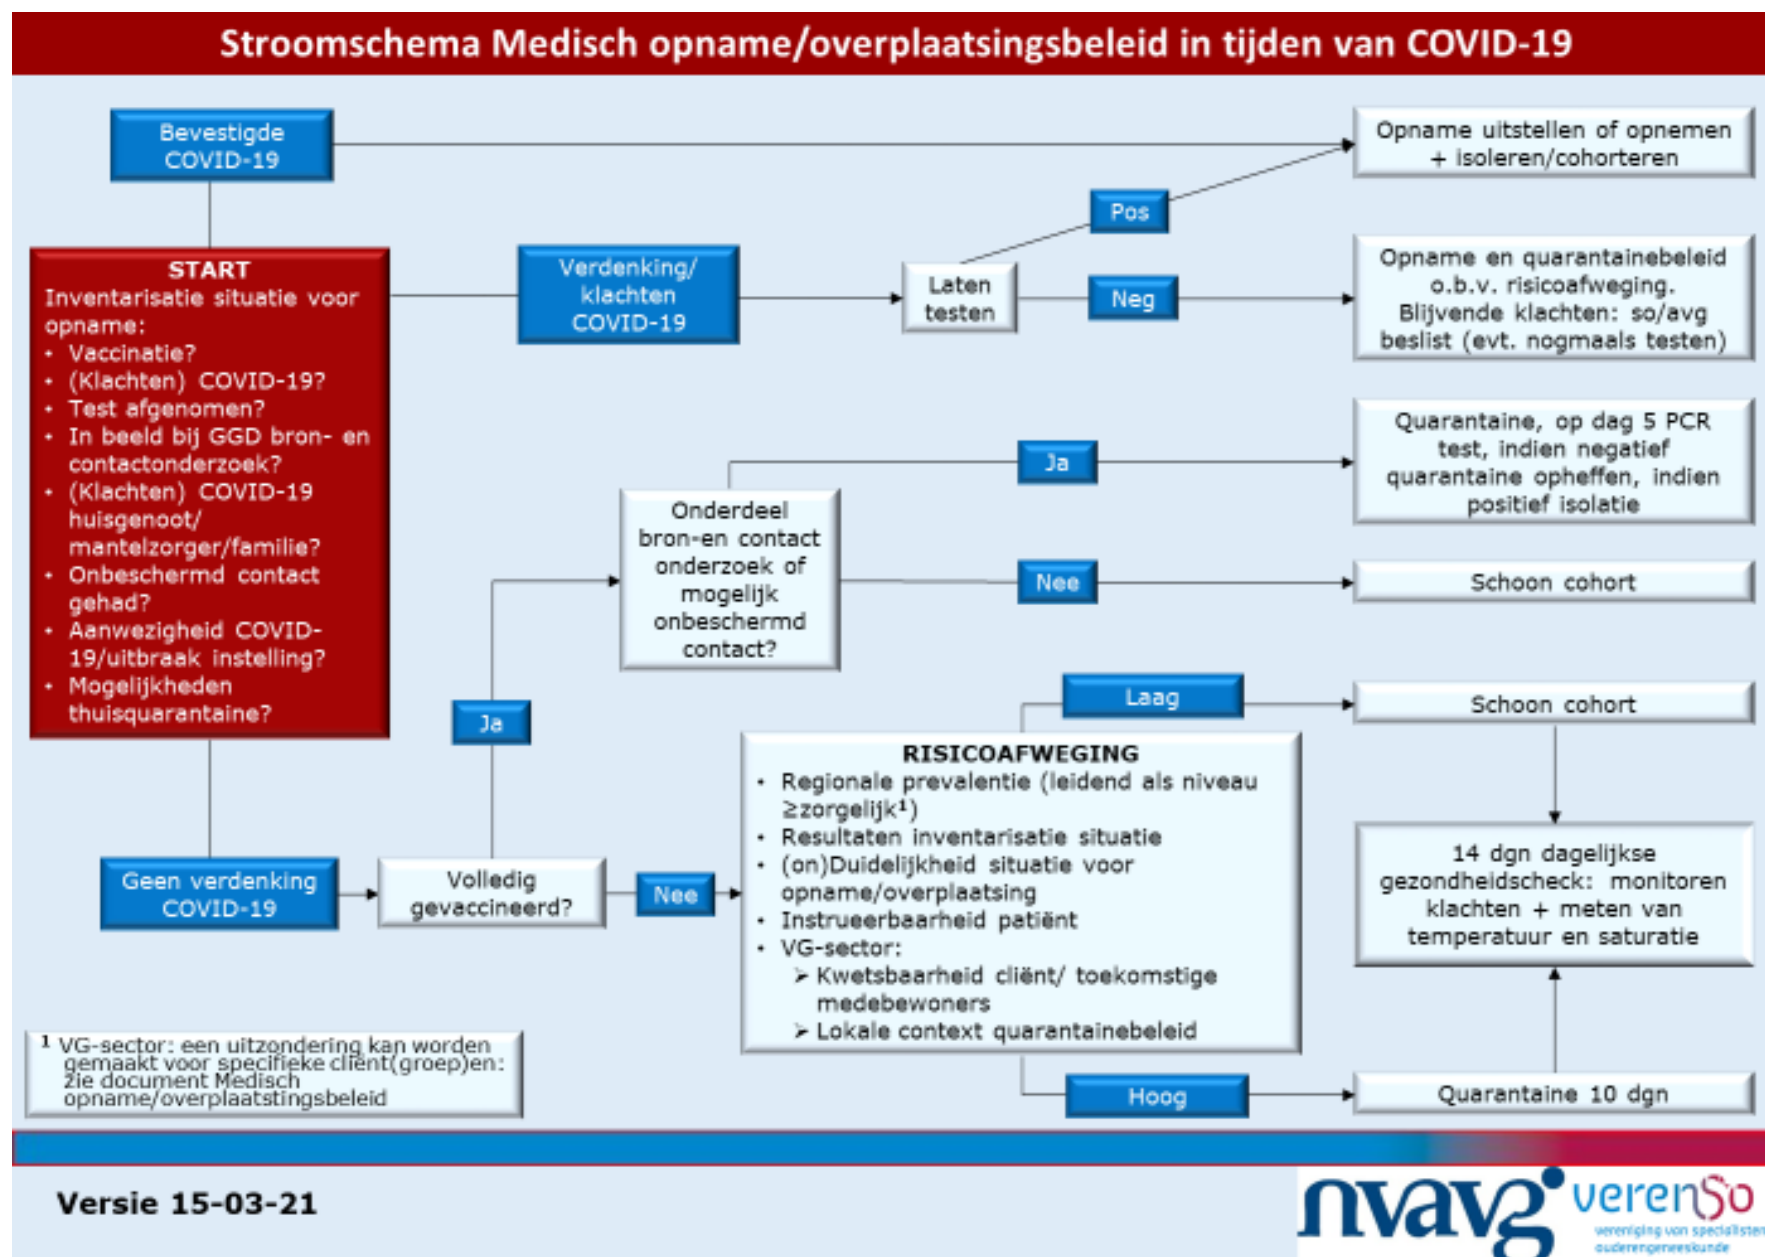 Stroomschema Medisch opname/overplaatsingsbeleid in tijden van COVID-19
Bevestigde
COVID-19
Opname uitstellen of opnemen
+ isoleren/cohorteren
Pos
START
Inventarisatie situatie voor
opname:
• Vaccinatie?
• (Klachten) COVID-19?
• Test afgenomen?
• In beeld bij GGD bron- en
contactonderzoek?
• (Klachten) COVID-19
huisgenoot/
mantelzorger/familie?
• Onbeschermd contact
gehad?
• Aanwezigheid COVID-
19/uitbraak instelling?
• Mogelijkheden
thuisquarantaine?
Verdenking/
klachten
COVID-19
Laten
testen
Neg
Opname en quarantainebeleid
o.b.v. risicoafweging.
Blijvende klachten: so/avg
beslist (evt. nogmaals testen)
Ja
Quarantaine, op dag 5 PCR
test, indien negatief
quarantaine opheffen, indien
positief isolatie
Onderdeel
bron-en contact
onderzoek of
mogelijk
onbeschermd
contact?
Nee
Schoon cohort
Ja
Laag
Schoon cohort
Geen verdenking
COVID-19
Volledig
gevaccineerd?
Nee
RISICOAFWEGING
• Regionale prevalentie (leidend als niveau
≥zorgelijk¹)
• Resultaten inventarisatie situatie
• (on)Duidelijkheid situatie voor
opname/overplaatsing
• Instrueerbaarheid patiënt
• VG-sector:
➢ Kwetsbaarheid cliënt/ toekomstige
medebewoners
➢ Lokale context quarantainebeleid
14 dgn dagelijkse
gezondheidscheck: monitoren
klachten + meten van
temperatuur en saturatie
Hoog
Quarantaine 10 dgn
¹ VG-sector: een uitzondering kan worden
gemaakt voor specifieke cliënt(groep)en:
zie document Medisch
opname/overplaatstingsbeleid
Versie 15-03-21
nvavg
verenso
vereniging van specialisten
ouderengeneeskunde